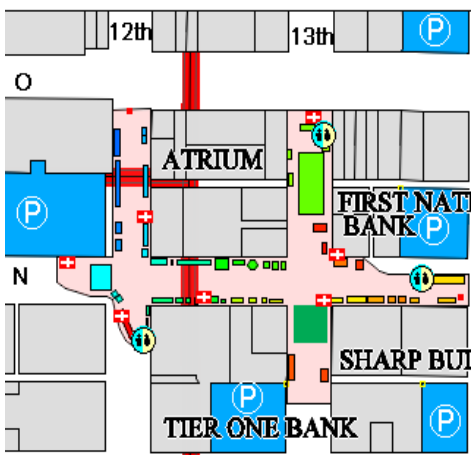 12th
13th
P
O
ATRIUM
P
FIRST NATI
BANK
P
N
SHARP BUI
P
P
TIER ONE BANK